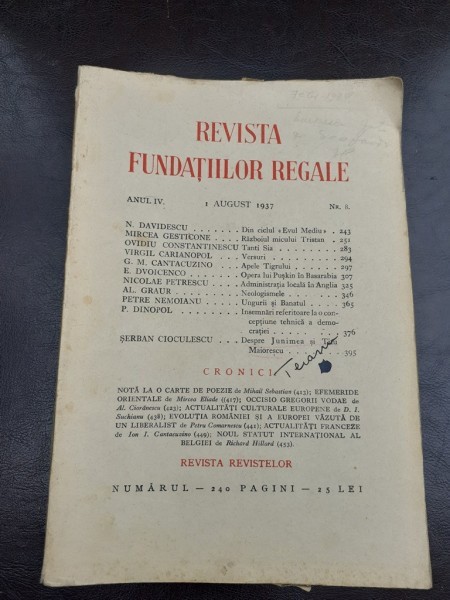 REVISTA
FUNDAȚIILOR REGALE
ANUL IV. 1 AUGUST 1937 NR. 8.
N. DAVIDESCU . . . . . . . Din ciclul «Evul Mediu» . 243
MIRCEA GESTICONE . . . . Războiul micului Tristan . 251
OVIDIU CONSTANTINESCU Tanti Sia . . . . . . . . 283
VIRGIL CARIANOPOL . . . Versuri . . . . . . . . . 294
G. M. CANTACUZINO . . . . Apele Tigrului . . . . . . 297
E. DVOICENCO . . . . . . . Opera lui Pușkin în Basarabia 307
NICOLAE PETRESCU . . . . Administrația locală în Anglia 325
AL. GRAUR . . . . . . . . . Neologismele . . . . . . . 346
PETRE NEMOIANU . . . . . Ungurii și Banatul . . . . 365
P. DINOPOL . . . . . . . . Insemnări referitoare la o con-
cepțiune tehnică a demo-
crației . . . . . . . . . 376
ȘERBAN CIOCULESCU . . . Despre Junimea și Titu
Maiorescu . . . . . . . 395
CRONICI
NOTĂ LA O CARTE DE POEZIE de Mihail Sebastian (413); EFEMERIDE
ORIENTALE de Mircea Eliade ((417); OCCISIO GREGORII VODAE de
Al. Ciorănescu (423); ACTUALITĂȚI CULTURALE EUROPENE de D. I.
Suchianu (438); EVOLUȚIA ROMÂNIEI ȘI A EUROPEI VĂZUTĂ DE
UN LIBERALIST de Petru Comarnescu (441); ACTUALITĂȚI FRANCEZE
de Ion I. Cantacuzino (449); NOUL STATUT INTERNAȚIONAL AL
BELGIEI de Richard Hillard (453).
REVISTA REVISTELOR
NUMĂRUL — 240 PAGINI — 25 LEI